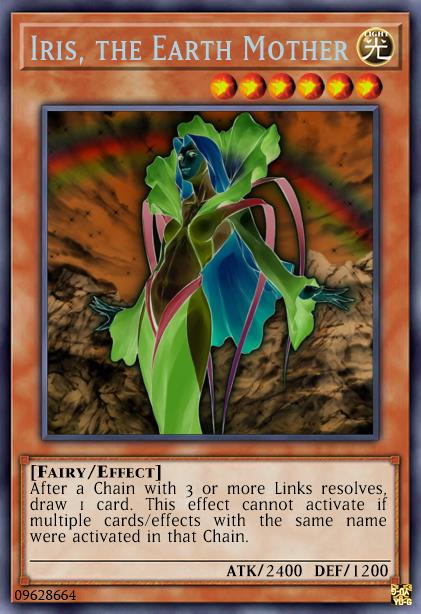 Iris, the Earth Mother
LIGHT
光
[Fairy/Effect]
After a Chain with 3 or more Links resolves,
draw 1 card. This effect cannot activate if
multiple cards/effects with the same name
were activated in that Chain.
ATK/2400 DEF/1200
09628664